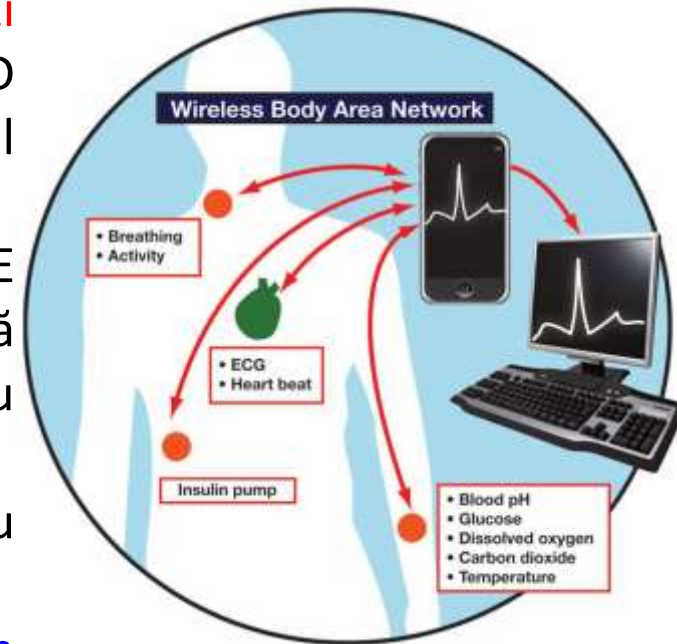 Wireless Body Area Network
• Breathing
• Activity
• ECG
• Heart beat
Insulin pump
• Blood pH
• Glucose
• Dissolved oxygen
• Carbon dioxide
• Temperature